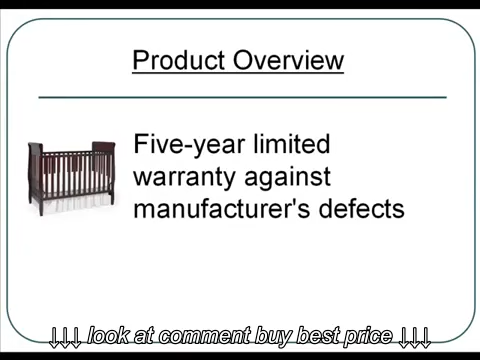 Product Overview
Five-year limited
warranty against
manufacturer's defects
↓↓↓ look at comment buy best price ↓↓↓